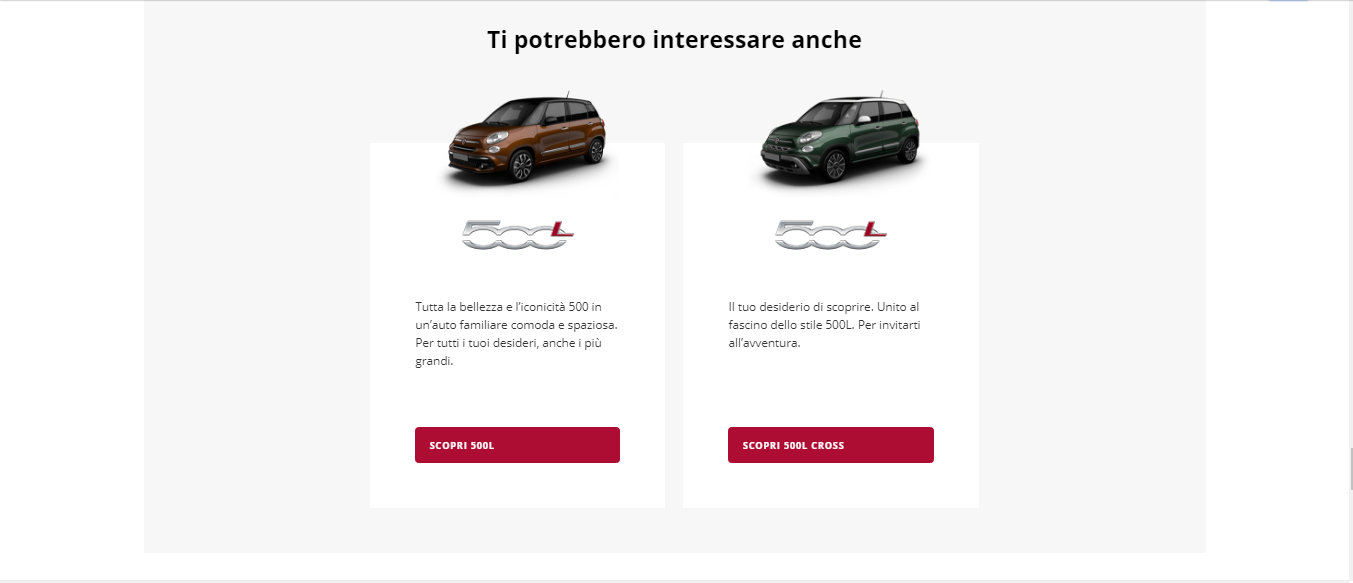 Ti potrebbero interessare anche
500L
Tutta la bellezza e l’iconicità 500 in
un’auto familiare comoda e spaziosa.
Per tutti i tuoi desideri, anche i più
grandi.
SCOPRI 500L
500L
Il tuo desiderio di scoprire. Unito al
fascino dello stile 500L. Per invitarti
all’avventura.
SCOPRI 500L CROSS